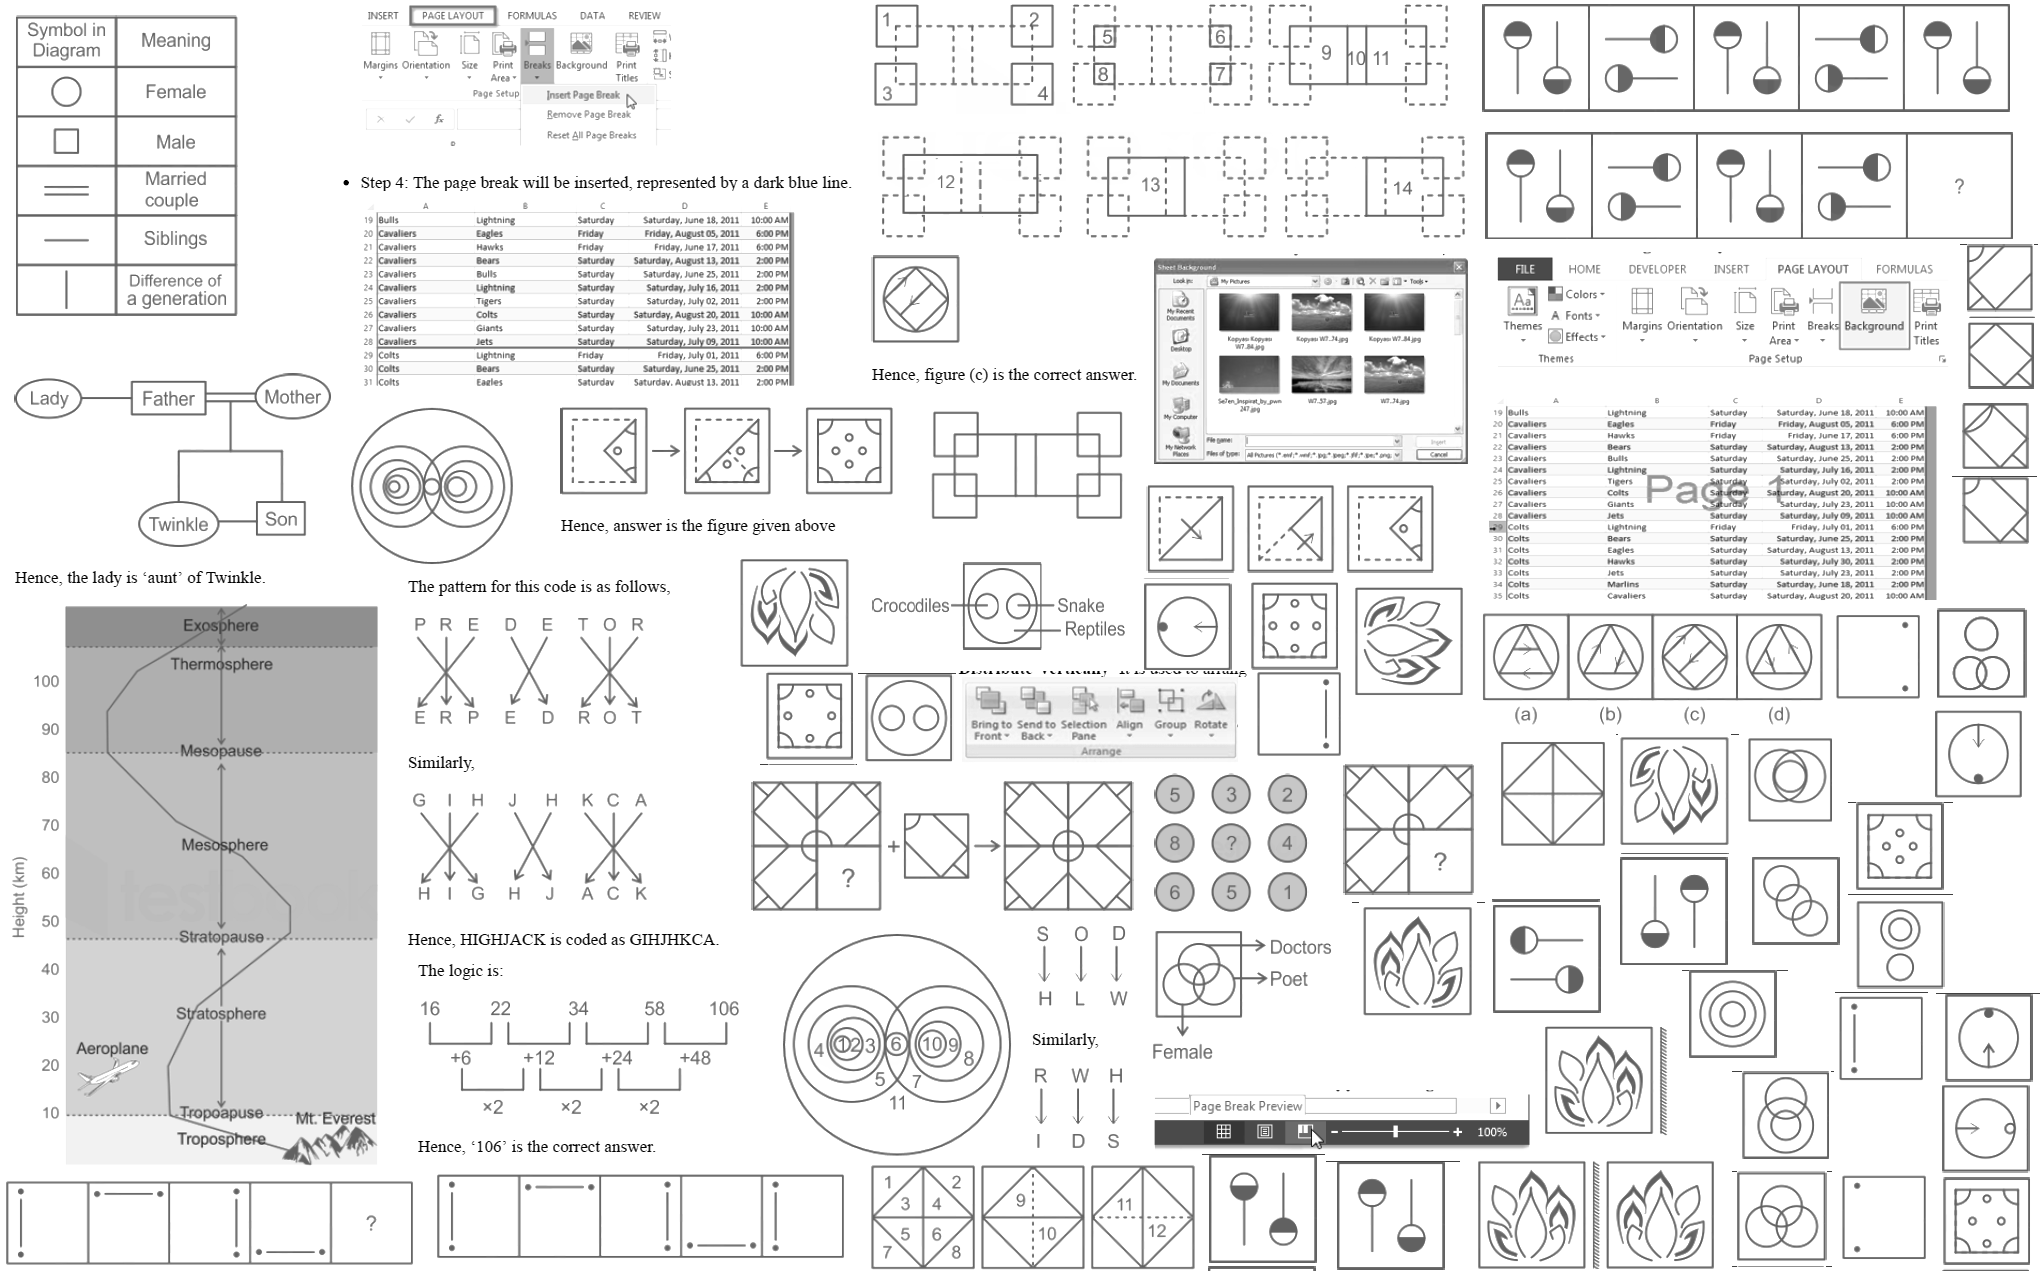 Symbol in Diagram Meaning
Female
Male
Married couple
Siblings
Difference of a generation
Lady Father Mother
Twinkle Son
Hence, the lady is ‘aunt’ of Twinkle.
Exosphere
Thermosphere
Mesopause
Mesosphere
Stratopause
Stratosphere
Aeroplane
Tropoapuse
Mt. Everest
Troposphere
Height (km)
100
90
80
70
60
50
40
30
20
10
?
INSERT PAGE LAYOUT FORMULAS DATA REVIEW
Margins Orientation Size Print Area Breaks Background Print Titles
Page Setup
Insert Page Break
Remove Page Break
Reset All Page Breaks
• Step 4: The page break will be inserted, represented by a dark blue line.
A B C D E
19 Bulls Lightning Saturday Saturday, June 18, 2011 10:00 AM
20 Cavaliers Eagles Friday Friday, August 05, 2011 6:00 PM
21 Cavaliers Hawks Friday Friday, June 17, 2011 6:00 PM
22 Cavaliers Bears Saturday Saturday, August 13, 2011 2:00 PM
23 Cavaliers Bulls Saturday Saturday, June 25, 2011 2:00 PM
24 Cavaliers Lightning Saturday Saturday, July 16, 2011 2:00 PM
25 Cavaliers Tigers Saturday Saturday, July 02, 2011 2:00 PM
26 Cavaliers Colts Saturday Saturday, August 20, 2011 10:00 AM
27 Cavaliers Giants Saturday Saturday, July 23, 2011 10:00 AM
28 Cavaliers Jets Saturday Saturday, July 09, 2011 10:00 AM
29 Colts Lightning Friday Friday, July 01, 2011 6:00 PM
30 Colts Bears Saturday Saturday, June 25, 2011 2:00 PM
31 Colts Eagles Saturday Saturday, August 13, 2011 2:00 PM
Hence, answer is the figure given above
The pattern for this code is as follows,
P R E D E T O R
E R P E D R O T
Similarly,
G I H J H K C A
H I G H J A C K
Hence, HIGHJACK is coded as GIHJHKCA.
The logic is:
16 22 34 58 106
+6 +12 +24 +48
×2 ×2 ×2
Hence, ‘106’ is the correct answer.
1 2 3 4
5 6 7 8
9 10 11
12
13
14
Hence, figure (c) is the correct answer.
Sheet Background
Look in: My Pictures Tools
My Recent Documents
Desktop
My Documents
My Computer
My Network Places
Kopyası Kopyası W7..84.jpg
Kopyası W7..74.jpg
Kopyası W7..84.jpg
Se7en_Inspirat_by_pwn 247.jpg
W7..57.jpg
W7..74.jpg
File name: Insert
Files of type: Cancel
Crocodiles Snake
Reptiles
Distribute Vertically - It is used to arrang
Bring to Front Send to Back Selection Pane Align Group Rotate
Arrange
? +
5 3 2
8 ? 4
6 5 1
?
4 1 2 3 6 10 9 8
5 7
11
S O D
H L W
Similarly,
R W H
I D S
Doctors
Poet
Female
Page Break Preview
100%
1 2
3 4
5 6
7 8
9
10
11
12
?
FILE HOME DEVELOPER INSERT PAGE LAYOUT FORMULAS
Themes Colors Fonts Effects Margins Orientation Size Print Area Breaks Background Print Titles
Themes Page Setup
A B C D E
19 Bulls Lightning Saturday Saturday, June 18, 2011 10:00 AM
20 Cavaliers Eagles Friday Friday, August 05, 2011 6:00 PM
21 Cavaliers Hawks Friday Friday, June 17, 2011 6:00 PM
22 Cavaliers Bears Saturday Saturday, August 13, 2011 2:00 PM
23 Cavaliers Bulls Saturday Saturday, June 25, 2011 2:00 PM
24 Cavaliers Lightning Saturday Saturday, July 16, 2011 2:00 PM
25 Cavaliers Tigers Saturday Saturday, July 02, 2011 2:00 PM
26 Cavaliers Colts Saturday Saturday, August 20, 2011 10:00 AM
27 Cavaliers Giants Saturday Saturday, July 23, 2011 10:00 AM
28 Cavaliers Jets Saturday Saturday, July 09, 2011 10:00 AM
29 Colts Lightning Friday Friday, July 01, 2011 6:00 PM
30 Colts Bears Saturday Saturday, June 25, 2011 2:00 PM
31 Colts Eagles Saturday Saturday, August 13, 2011 2:00 PM
32 Colts Hawks Saturday Saturday, July 30, 2011 2:00 PM
33 Colts Jets Saturday Saturday, July 23, 2011 2:00 PM
34 Colts Marlins Saturday Saturday, June 18, 2011 2:00 PM
35 Colts Cavaliers Saturday Saturday, August 20, 2011 10:00 AM
Page 1
(a) (b) (c) (d)